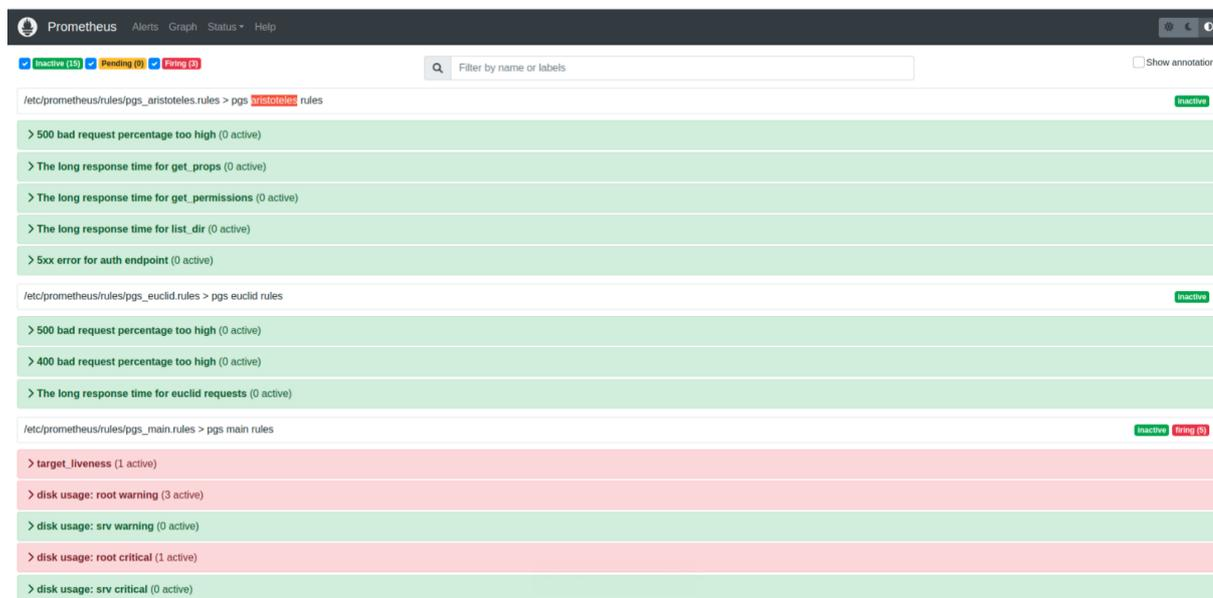 Prometheus Alerts Graph Status Help
Inactive (15) Pending (0) Firing (3) Filter by name or labels Show annotation
/etc/prometheus/rules/pgs_aristoteles.rules > pgs aristoteles rules inactive
500 bad request percentage too high (0 active)
The long response time for get_props (0 active)
The long response time for get_permissions (0 active)
The long response time for list_dir (0 active)
5xx error for auth endpoint (0 active)
/etc/prometheus/rules/pgs_euclid.rules > pgs euclid rules inactive
500 bad request percentage too high (0 active)
400 bad request percentage too high (0 active)
The long response time for euclid requests (0 active)
/etc/prometheus/rules/pgs_main.rules > pgs main rules inactive firing (5)
target_liveness (1 active)
disk usage: root warning (3 active)
disk usage: srv warning (0 active)
disk usage: root critical (1 active)
disk usage: srv critical (0 active)